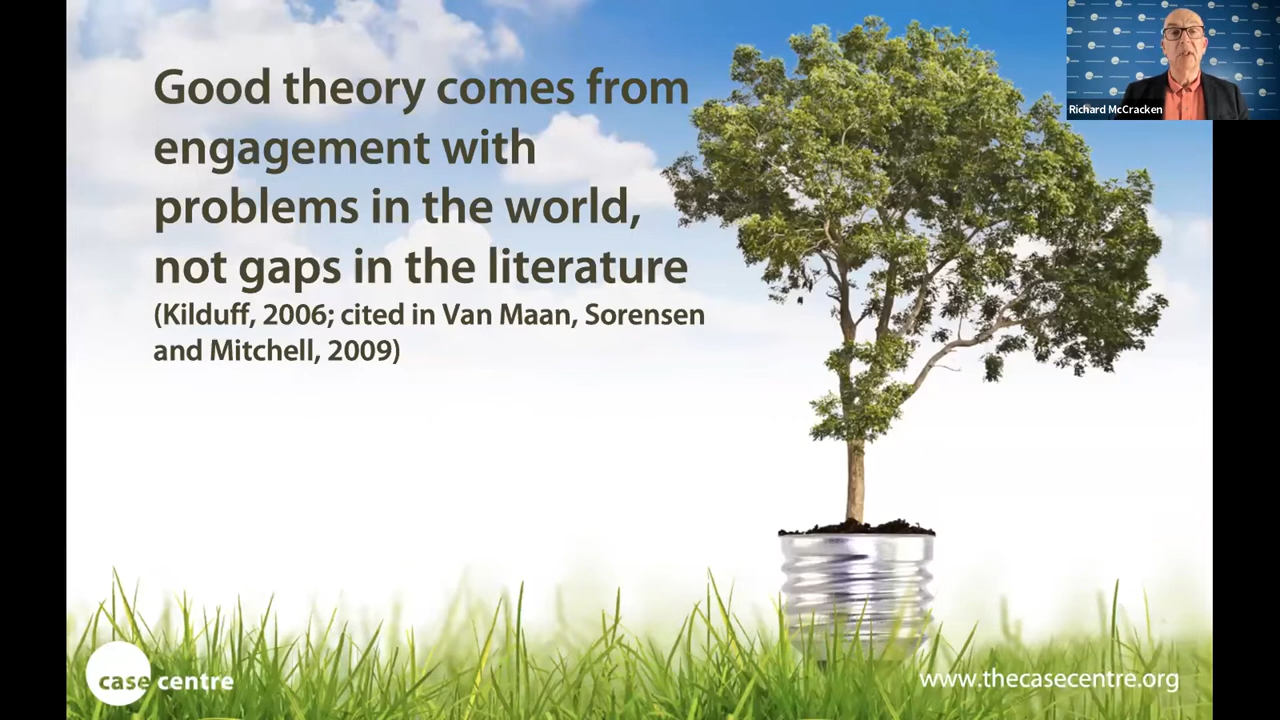 Good theory comes from
engagement with
problems in the world,
not gaps in the literature
(Kilduff, 2006; cited in Van Maan, Sorensen
and Mitchell, 2009)
Richard McCracken
case centre
www.thecasecentre.org